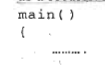 main( )
{
..........